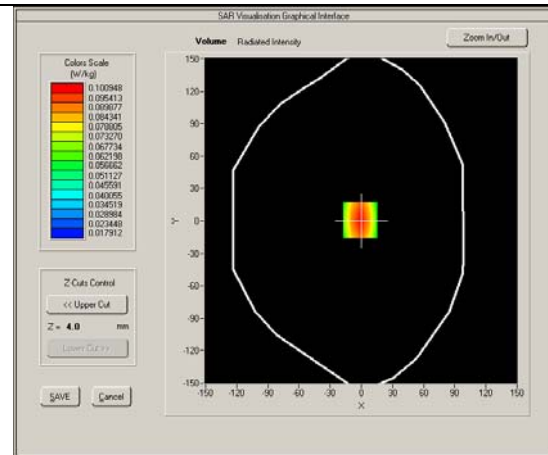 SAR Visualisation Graphical Interface
Volume Radiated Intensity
Zoom In/Out
Colors Scale
(W/kg)
0.100948
0.095413
0.089877
0.084341
0.078805
0.073270
0.067734
0.062198
0.056662
0.051127
0.045591
0.040055
0.034519
0.028984
0.023448
0.017912
Z-Cuts Control
<< Upper Cut
Z = 4.0 mm
Lower Cut >>
SAVE Cancel
150
120
90
60
30
0
-30
-60
-90
-120
-150
Y
-150 -120 -90 -60 -30 0 30 60 90 120 150
X